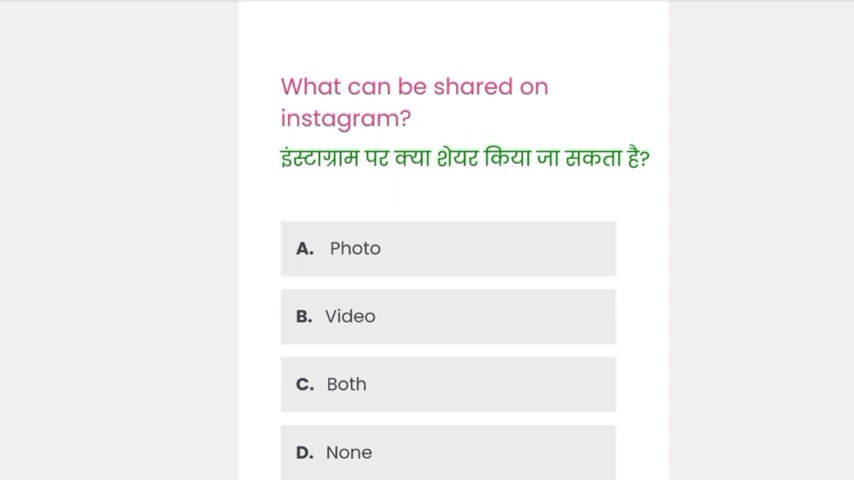 What can be shared on
instagram?
इंस्टाग्राम पर क्या शेयर किया जा सकता है?
A. Photo
B. Video
C. Both
D. None